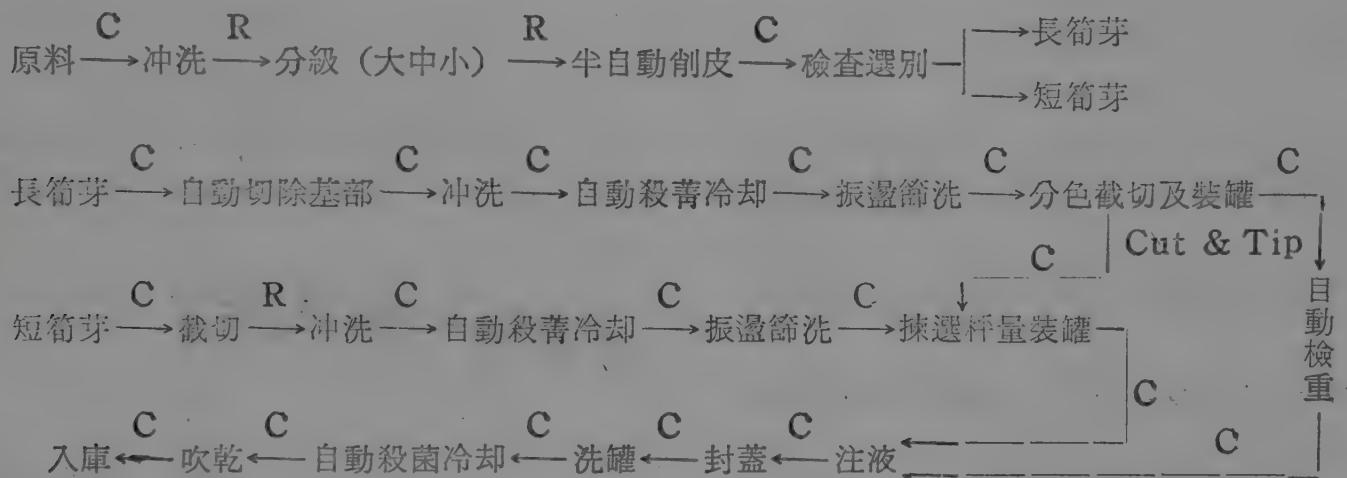 C R R C
原料→冲洗→分級（大中小）→半自動削皮→檢查選別→長筍芽
→短筍芽
C C C C C C
長筍芽→自動切除基部→冲洗→自動殺菁冷却→振盪篩洗→分色截切及裝罐
C Cut & Tip
自動檢重
C R C C C
短筍芽→截切→冲洗→自動殺菁冷却→振盪篩洗→揀選秤量裝罐
C
C C C C C C
入庫←吹乾←自動殺菌冷却←洗罐←封蓋←注液